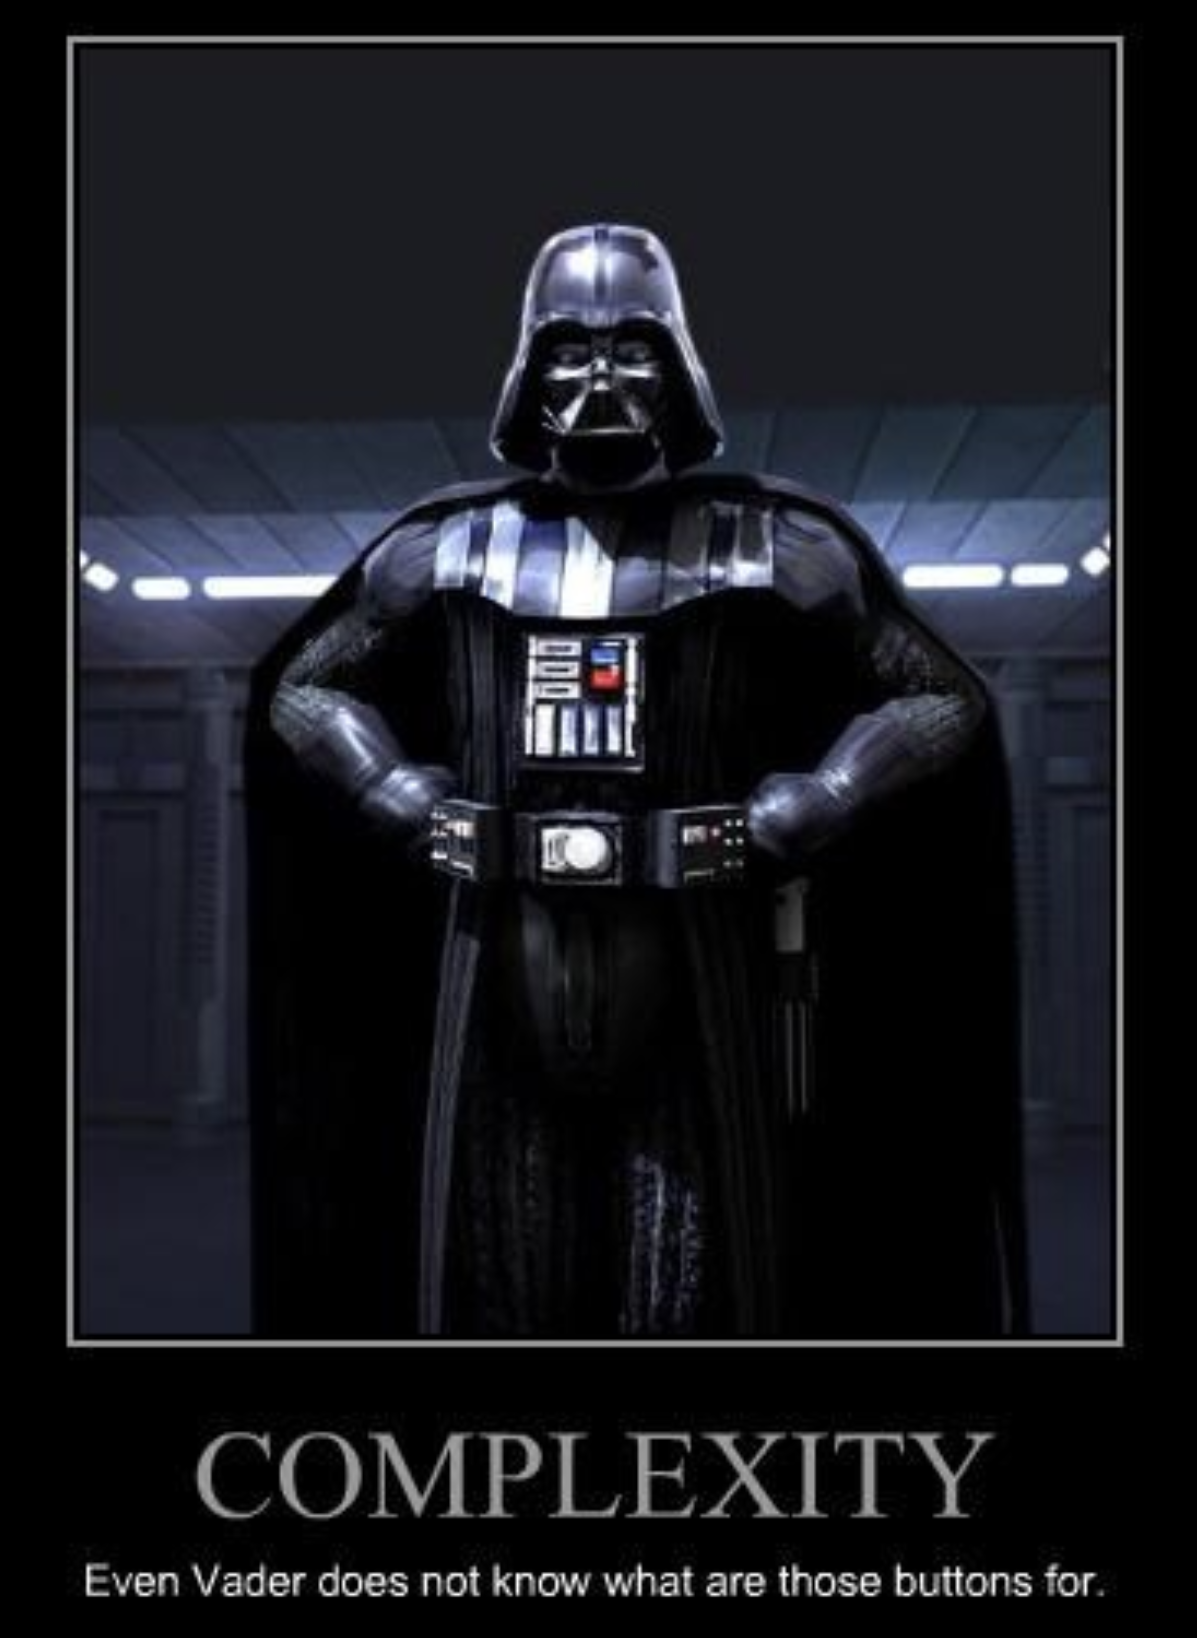 COMPLEXITY
Even Vader does not know what are those buttons for.